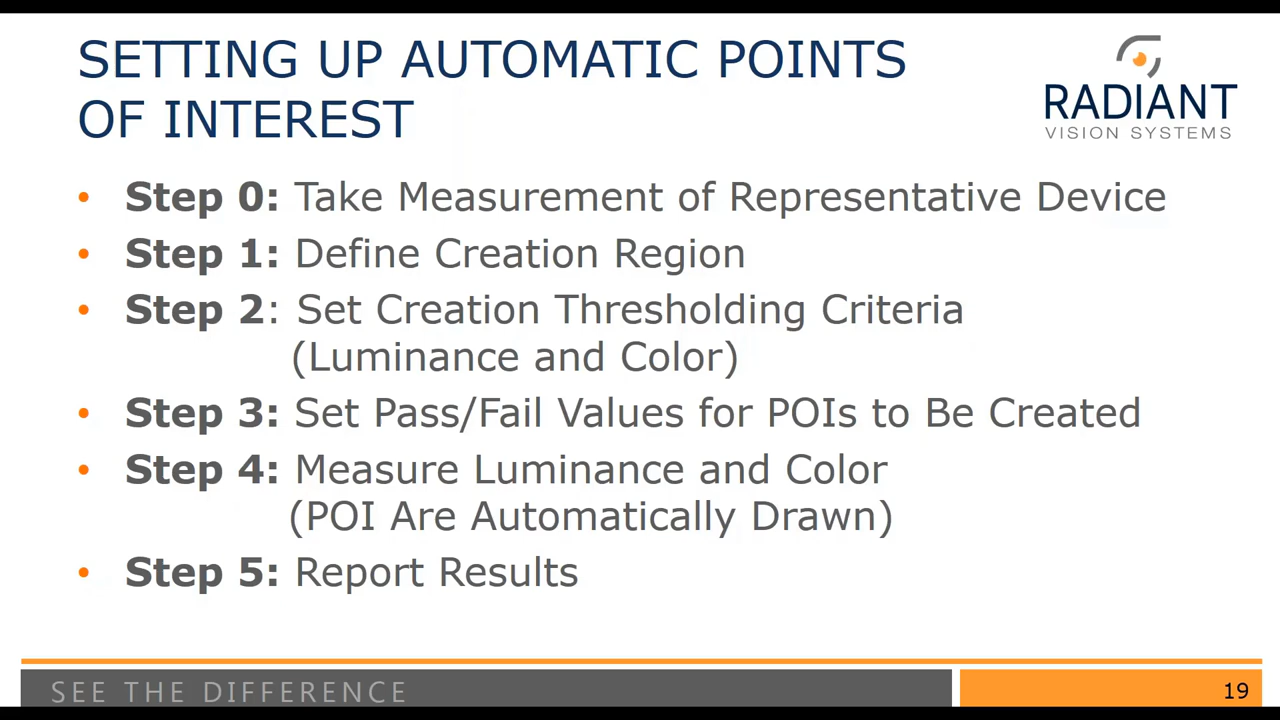 SETTING UP AUTOMATIC POINTS
OF INTEREST
RADIANT
VISION SYSTEMS
• Step 0: Take Measurement of Representative Device
• Step 1: Define Creation Region
• Step 2: Set Creation Thresholding Criteria
(Luminance and Color)
• Step 3: Set Pass/Fail Values for POIs to Be Created
• Step 4: Measure Luminance and Color
(POI Are Automatically Drawn)
• Step 5: Report Results
SEE THE DIFFERENCE
19